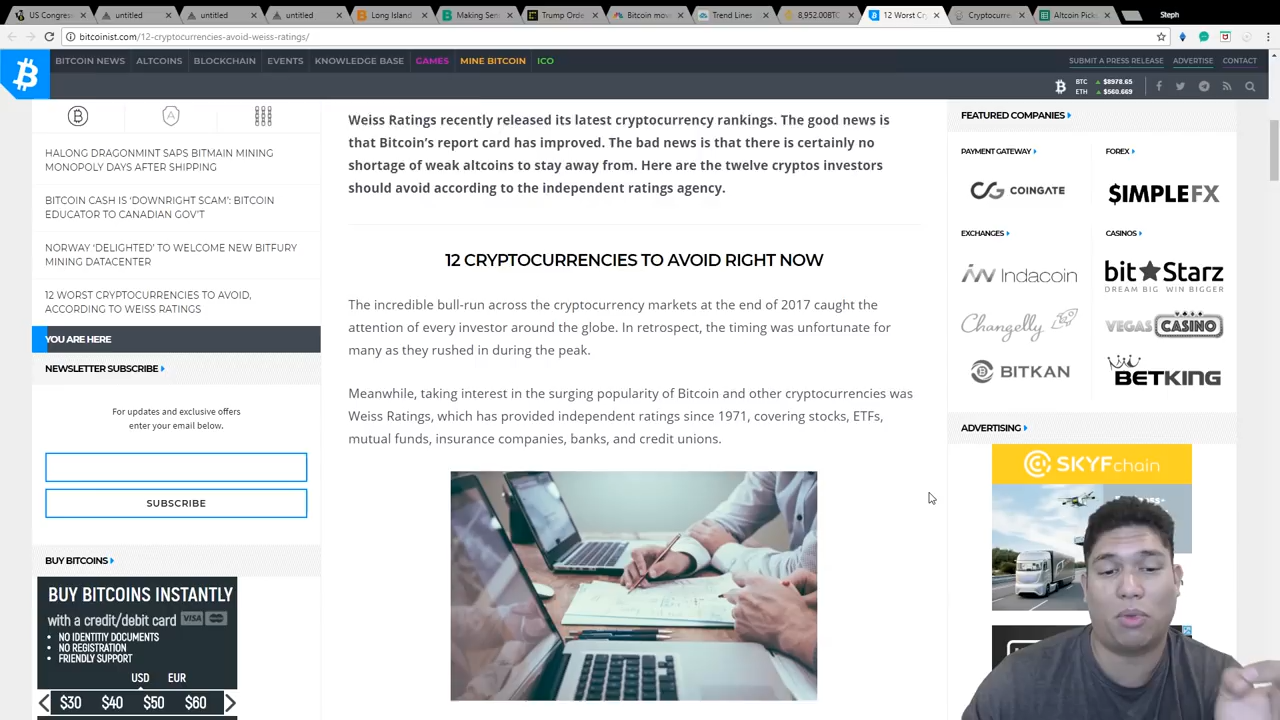 US Congress
untitled
untitled
untitled
Long Island
Making Sen
Trump Orde
Bitcoin mov
Trend Lines
8,952.00BTC
12 Worst Cr
Cryptocurre
Altcoin Picks
Steph
bitcoinist.com/12-cryptocurrencies-avoid-weiss-ratings/
BITCOIN NEWS ALTCOINS BLOCKCHAIN EVENTS KNOWLEDGE BASE GAMES MINE BITCOIN ICO
SUBMIT A PRESS RELEASE ADVERTISE CONTACT
BTC $8978.65
ETH $560.669
HALONG DRAGONMINT SAPS BITMAIN MINING
MONOPOLY DAYS AFTER SHIPPING
BITCOIN CASH IS ‘DOWNRIGHT SCAM’: BITCOIN
EDUCATOR TO CANADIAN GOV’T
NORWAY ‘DELIGHTED’ TO WELCOME NEW BITFURY
MINING DATACENTER
12 WORST CRYPTOCURRENCIES TO AVOID,
ACCORDING TO WEISS RATINGS
YOU ARE HERE
NEWSLETTER SUBSCRIBE
For updates and exclusive offers
enter your email below.
SUBSCRIBE
BUY BITCOINS
BUY BITCOINS INSTANTLY
with a credit/debit card VISA
• NO IDENTITIY DOCUMENTS
• NO REGISTRATION
• FRIENDLY SUPPORT
USD EUR
$30 $40 $50 $60
Weiss Ratings recently released its latest cryptocurrency rankings. The good news is
that Bitcoin’s report card has improved. The bad news is that there is certainly no
shortage of weak altcoins to stay away from. Here are the twelve cryptos investors
should avoid according to the independent ratings agency.
12 CRYPTOCURRENCIES TO AVOID RIGHT NOW
The incredible bull-run across the cryptocurrency markets at the end of 2017 caught the
attention of every investor around the globe. In retrospect, the timing was unfortunate for
many as they rushed in during the peak.
Meanwhile, taking interest in the surging popularity of Bitcoin and other cryptocurrencies was
Weiss Ratings, which has provided independent ratings since 1971, covering stocks, ETFs,
mutual funds, insurance companies, banks, and credit unions.
FEATURED COMPANIES
PAYMENT GATEWAY
FOREX
COINGATE
$IMPLEFX
EXCHANGES
CASINOS
Indacoin
bit★Starz
DREAM BIG WIN BIGGER
Changelly
VEGAS CASINO
BITKAN
BETKING
ADVERTISING
SKYFchain